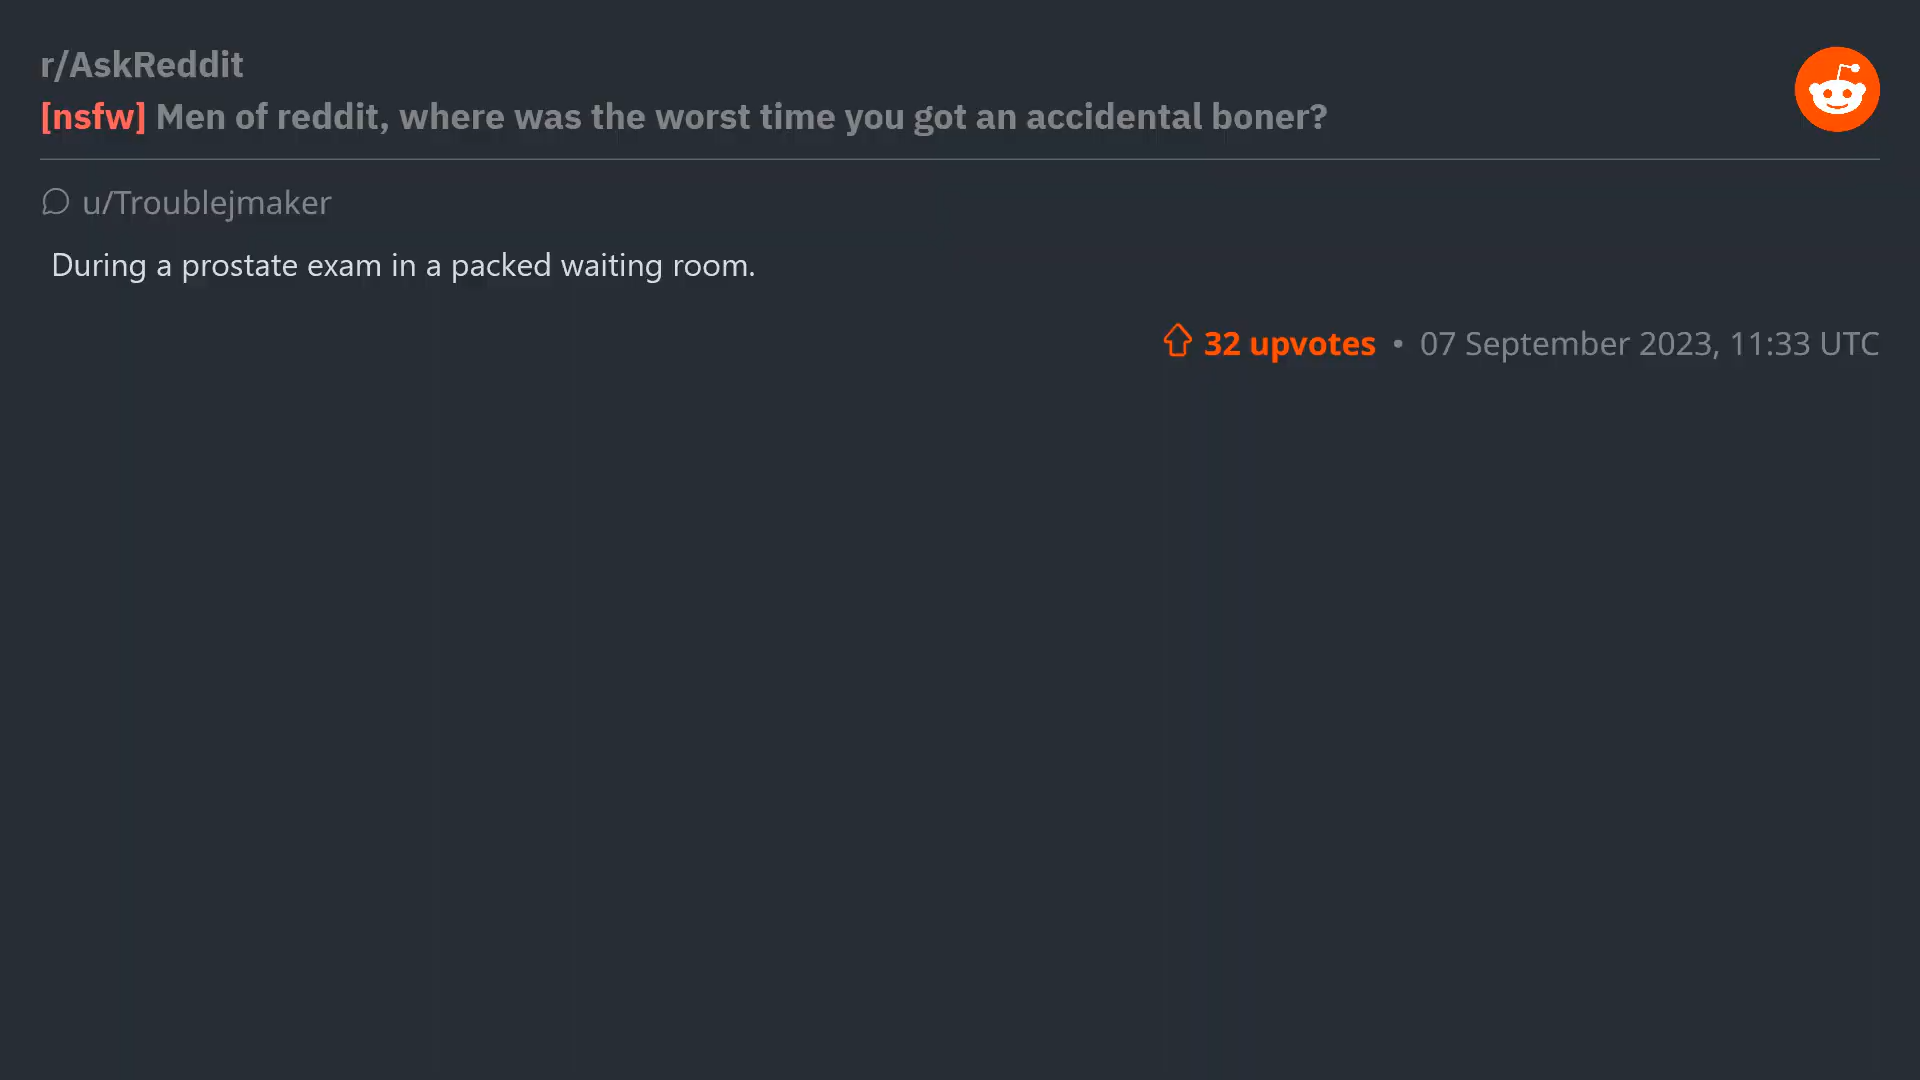 r/AskReddit
[nsfw] Men of reddit, where was the worst time you got an accidental boner?
u/Troublejmaker
During a prostate exam in a packed waiting room.
32 upvotes • 07 September 2023, 11:33 UTC